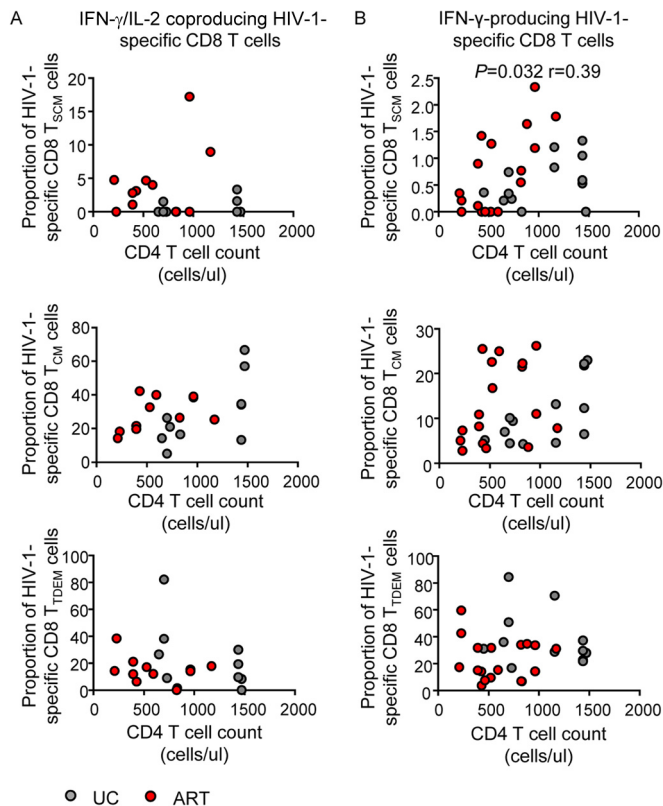 A
IFN-γ/IL-2 coproducing HIV-1-
specific CD8 T cells
Proportion of HIV-1-
specific CD8 TSCM cells
20
15
10
5
0
0 500 1000 1500 2000
CD4 T cell count
(cells/ul)
Proportion of HIV-1-
specific CD8 TCM cells
80
60
40
20
0
0 500 1000 1500 2000
CD4 T cell count
(cells/ul)
Proportion of HIV-1-
specific CD8 TTDEM cells
100
80
60
40
20
0
0 500 1000 1500 2000
CD4 T cell count
(cells/ul)
B
IFN-γ-producing HIV-1-
specific CD8 T cells
P=0.032 r=0.39
Proportion of HIV-1-
specific CD8 TSCM cells
2.5
2.0
1.5
1.0
0.5
0.0
0 500 1000 1500 2000
CD4 T cell count
(cells/ul)
Proportion of HIV-1-
specific CD8 TCM cells
30
20
10
0
0 500 1000 1500 2000
CD4 T cell count
(cells/ul)
Proportion of HIV-1-
specific CD8 TTDEM cells
100
80
60
40
20
0
0 500 1000 1500 2000
CD4 T cell count
(cells/ul)
UC ART